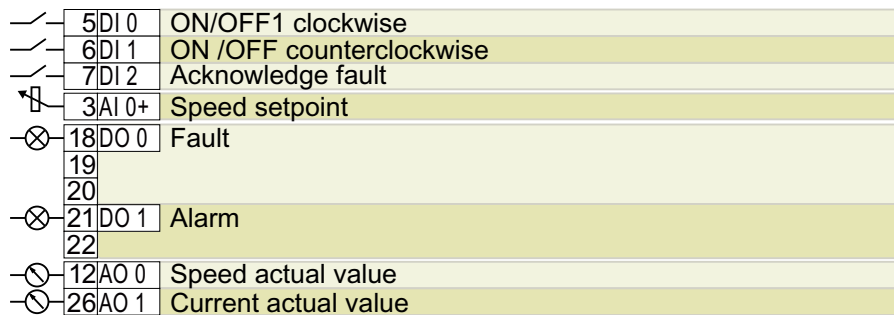 5 DI 0 ON/OFF1 clockwise
6 DI 1 ON /OFF counterclockwise
7 DI 2 Acknowledge fault
3 AI 0+ Speed setpoint
18 DO 0 Fault
19
20
21 DO 1 Alarm
22
12 AO 0 Speed actual value
26 AO 1 Current actual value